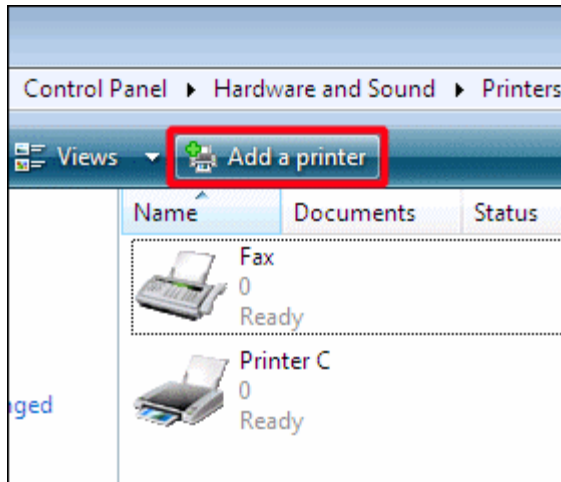 Control Panel ▸ Hardware and Sound ▸ Printers
Views Add a printer
Name Documents Status
Fax
0
Ready
Printer C
0
Ready
aged